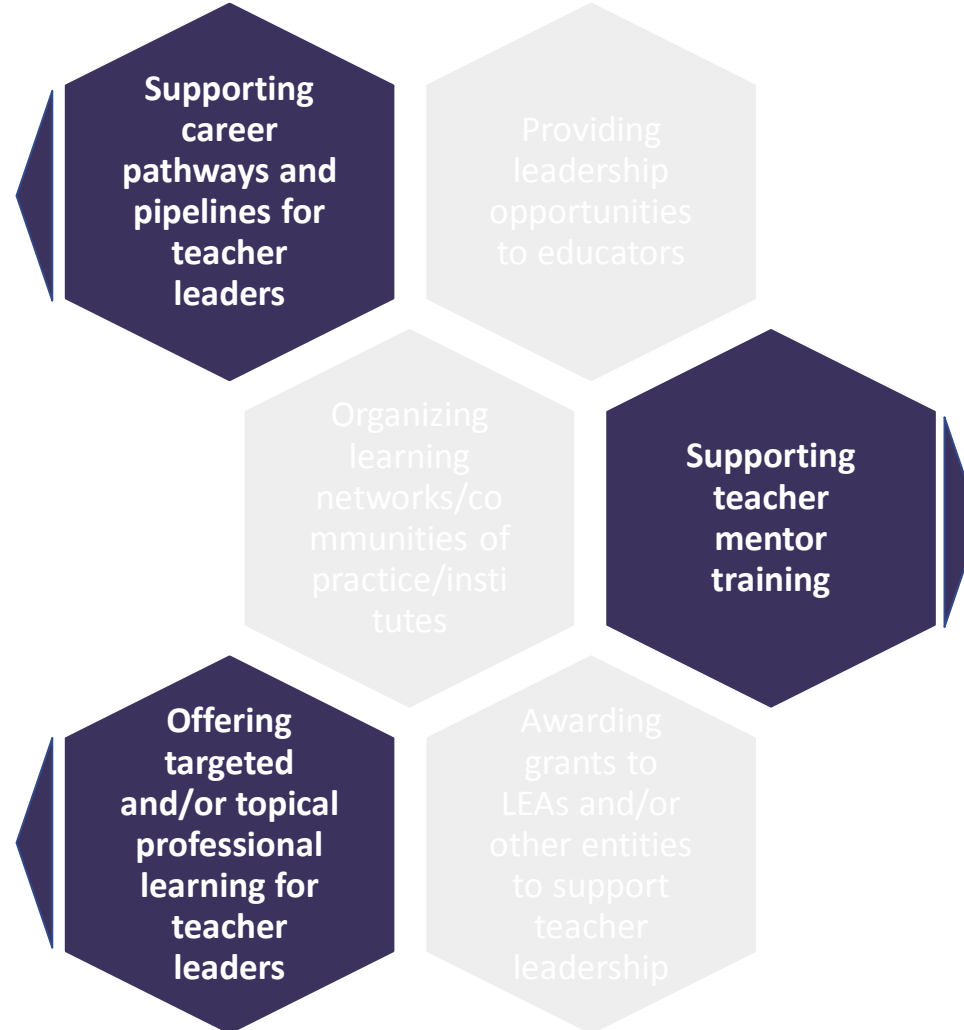 Supporting
career
pathways and
pipelines for
teacher
leaders
Providing
leadership
opportunities
to educators
Organizing
learning
networks/co
mmunities of
practice/insti
tutes
Supporting
teacher
mentor
training
Offering
targeted
and/or topical
professional
learning for
teacher
leaders
Awarding
grants to
LEAs and/or
other entities
to support
teacher
leadership